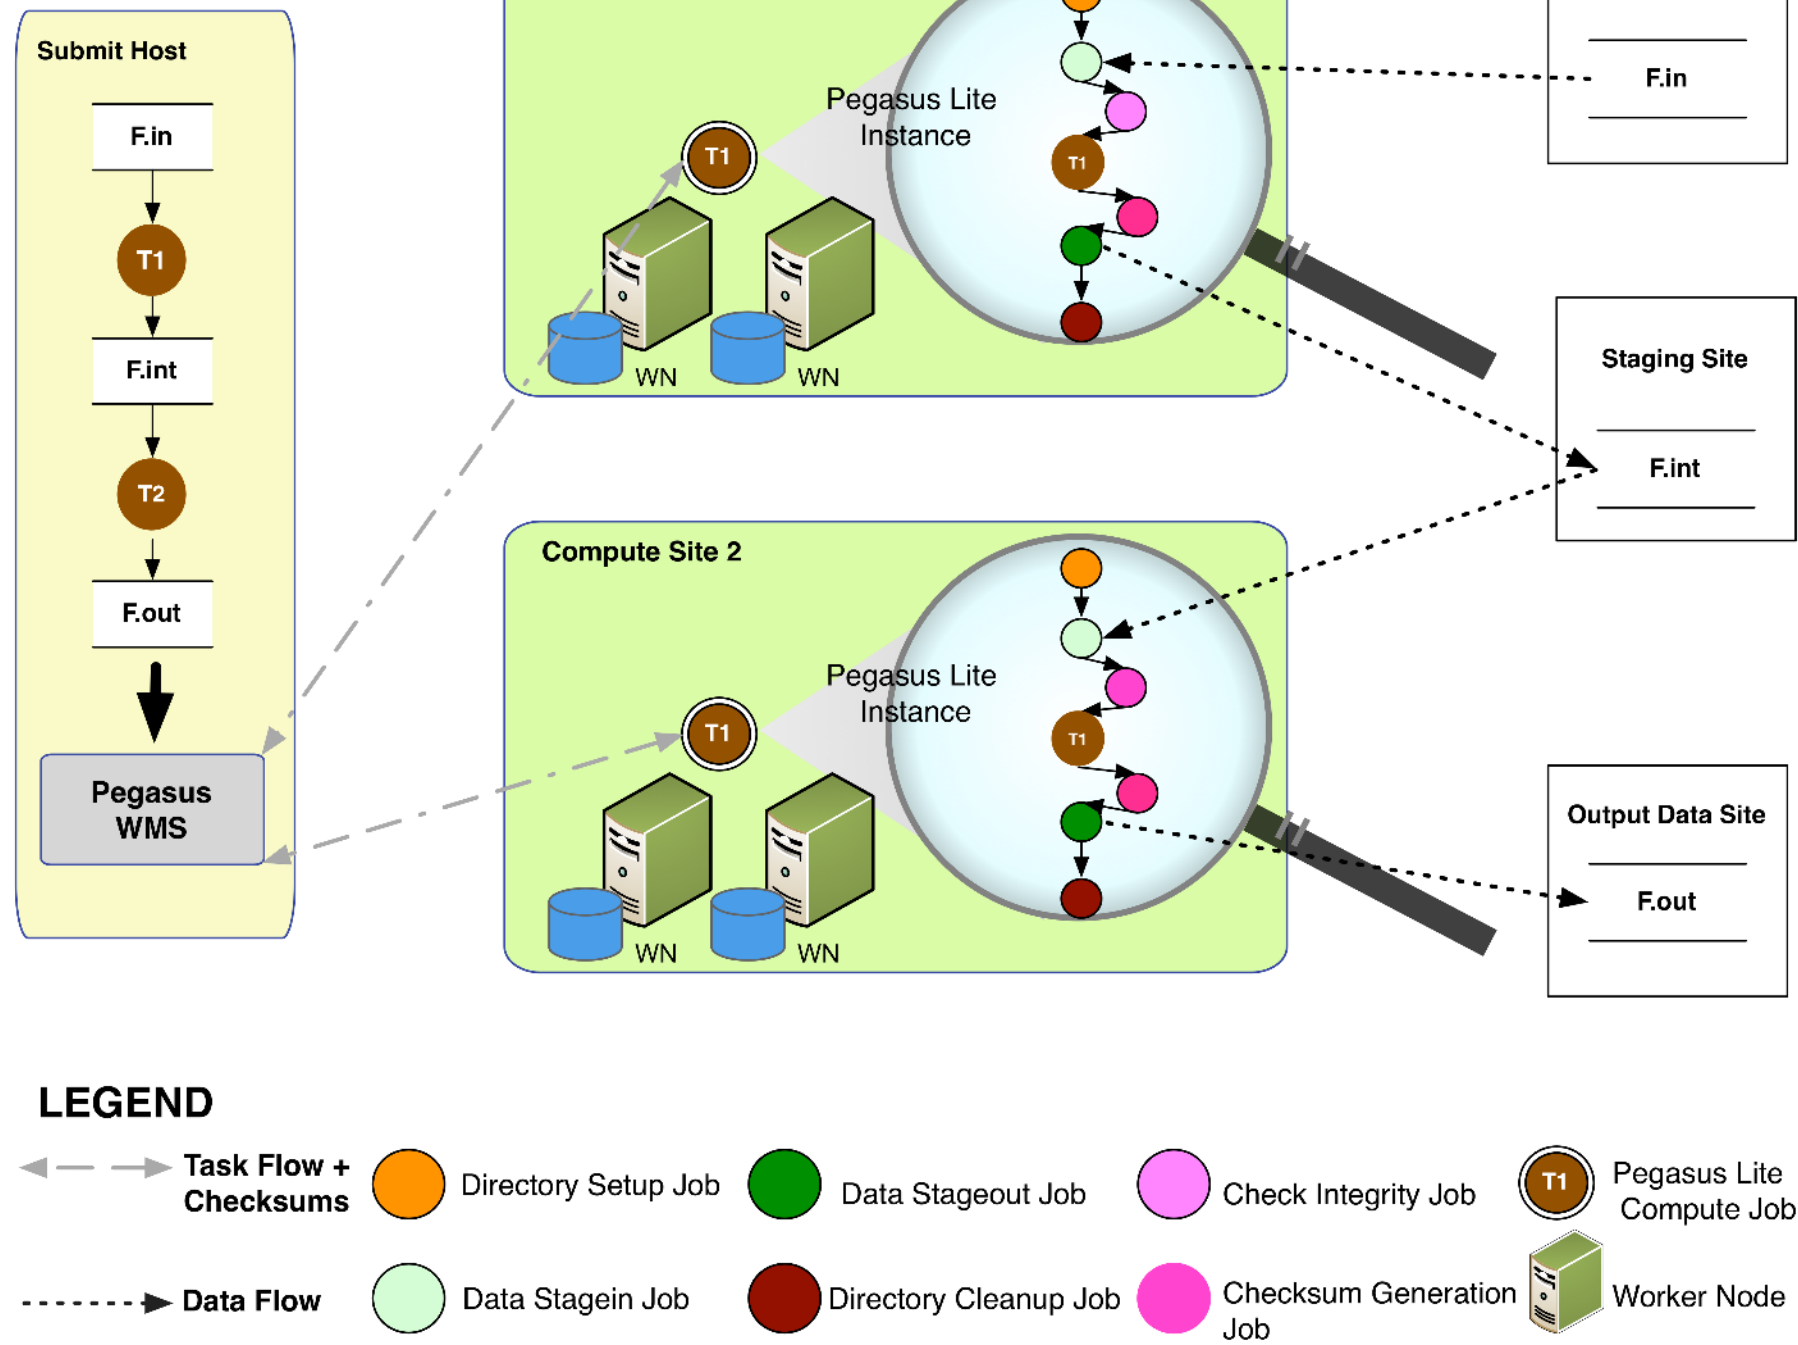 Submit Host
F.in
T1
F.int
T2
F.out
Pegasus
WMS
Pegasus Lite
Instance
T1
T1
WN
WN
F.in
Staging Site
F.int
Compute Site 2
Pegasus Lite
Instance
T1
T1
WN
WN
Output Data Site
F.out
LEGEND
Task Flow +
Checksums
Directory Setup Job
Data Stageout Job
Check Integrity Job
T1
Pegasus Lite
Compute Job
Data Flow
Data Stagein Job
Directory Cleanup Job
Checksum Generation
Job
Worker Node